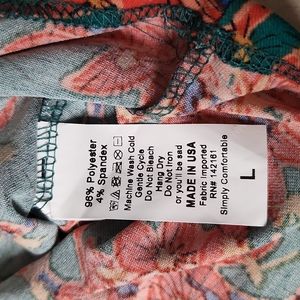 96% Polyester
4% Spandex
Machine Wash Cold
Gentle Cycle
Do Not Bleach
Hang Dry
Do Not Iron
or you'll be sad
MADE IN USA
Fabric Imported
RN# 142161
Simply Comfortable
L